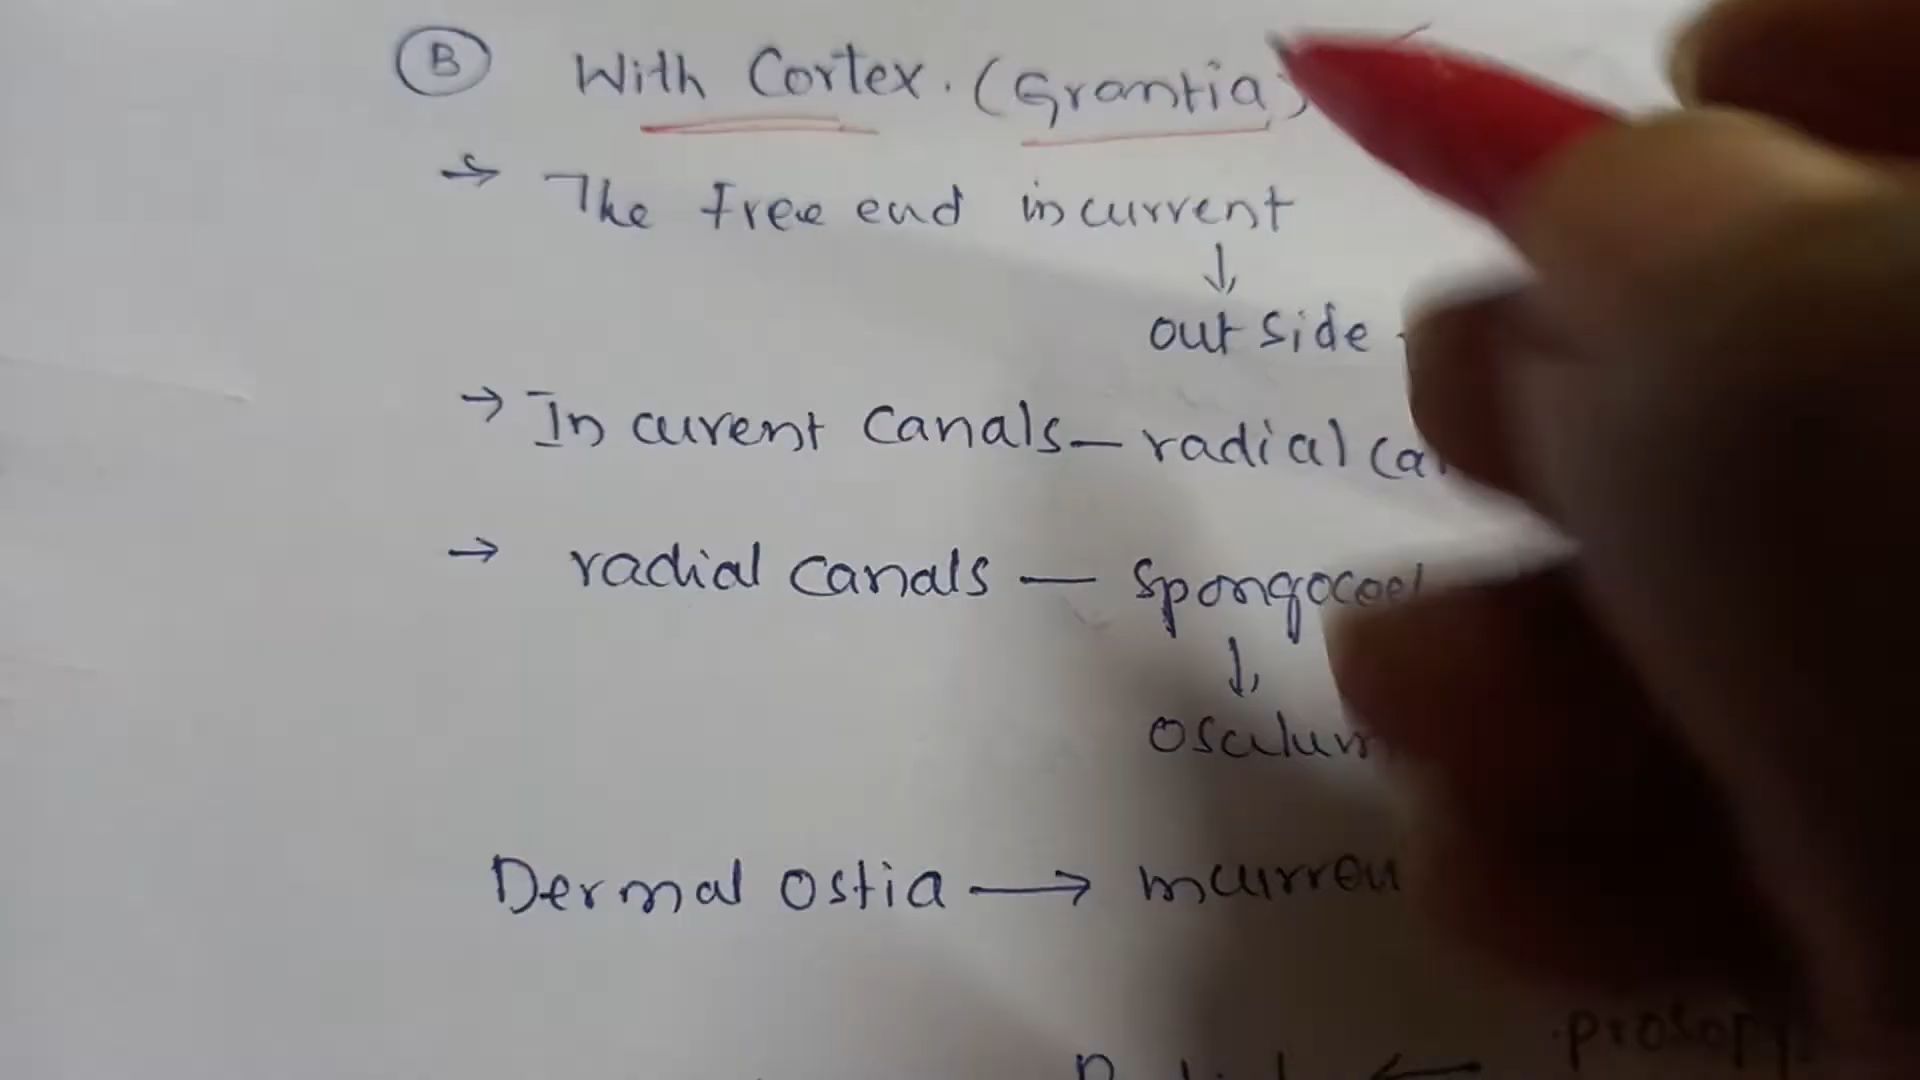 B With Cortex. (Grantia)
→ The free end incurrent
↓
out side
→ In curent canals — radial
→ radial canals — spongocoel
↓
Osculum
Dermal ostia →
←